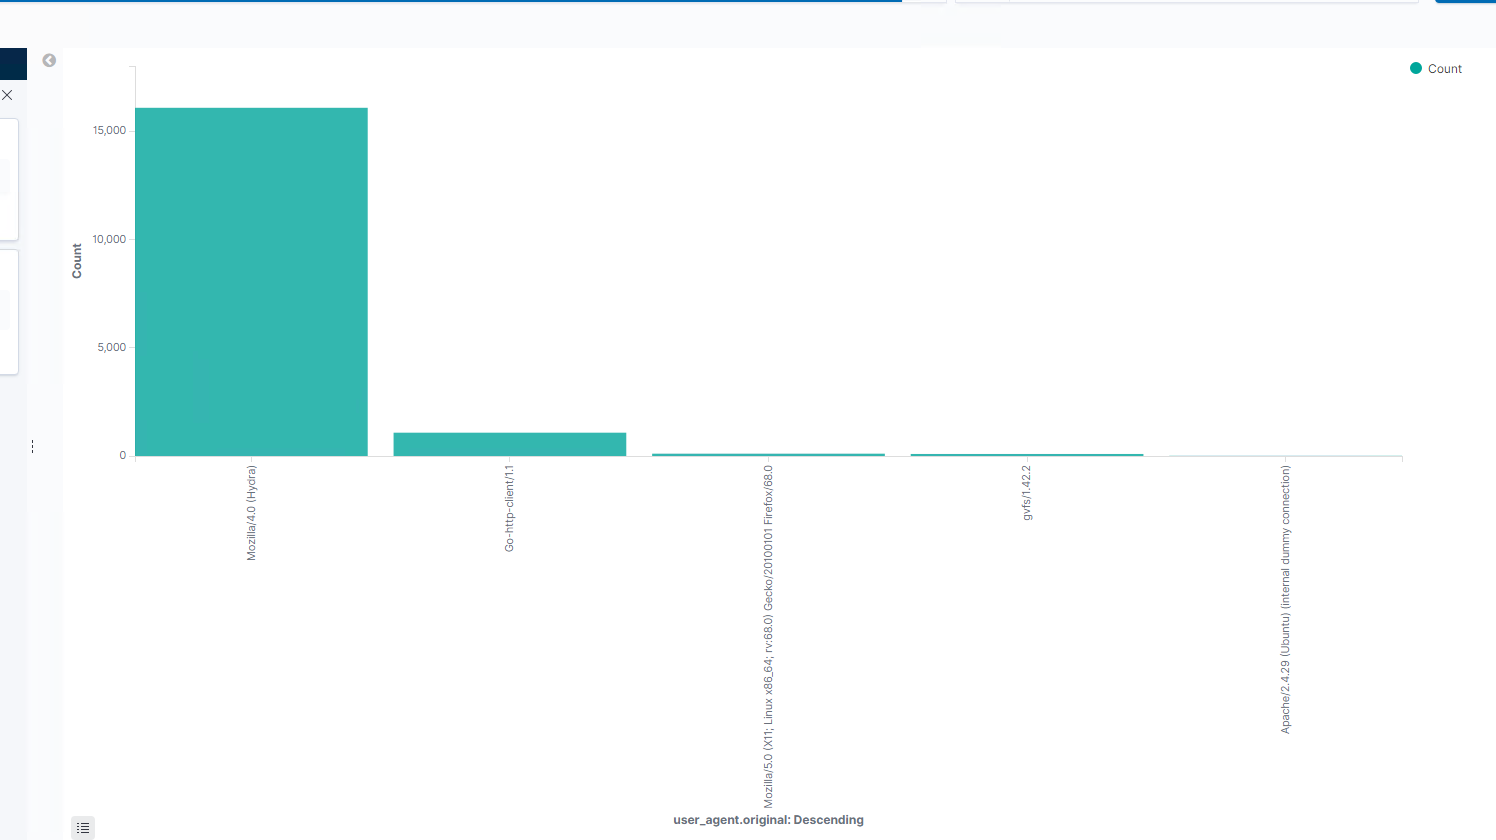 Count
15,000
10,000
5,000
0
Count
Mozilla/4.0 (Hydra)
Go-http-client/1.1
Mozilla/5.0 (X11; Linux x86_64; rv:68.0) Gecko/20100101 Firefox/68.0
gvfs/1.42.2
Apache/2.4.29 (Ubuntu) (internal dummy connection)
user_agent.original: Descending